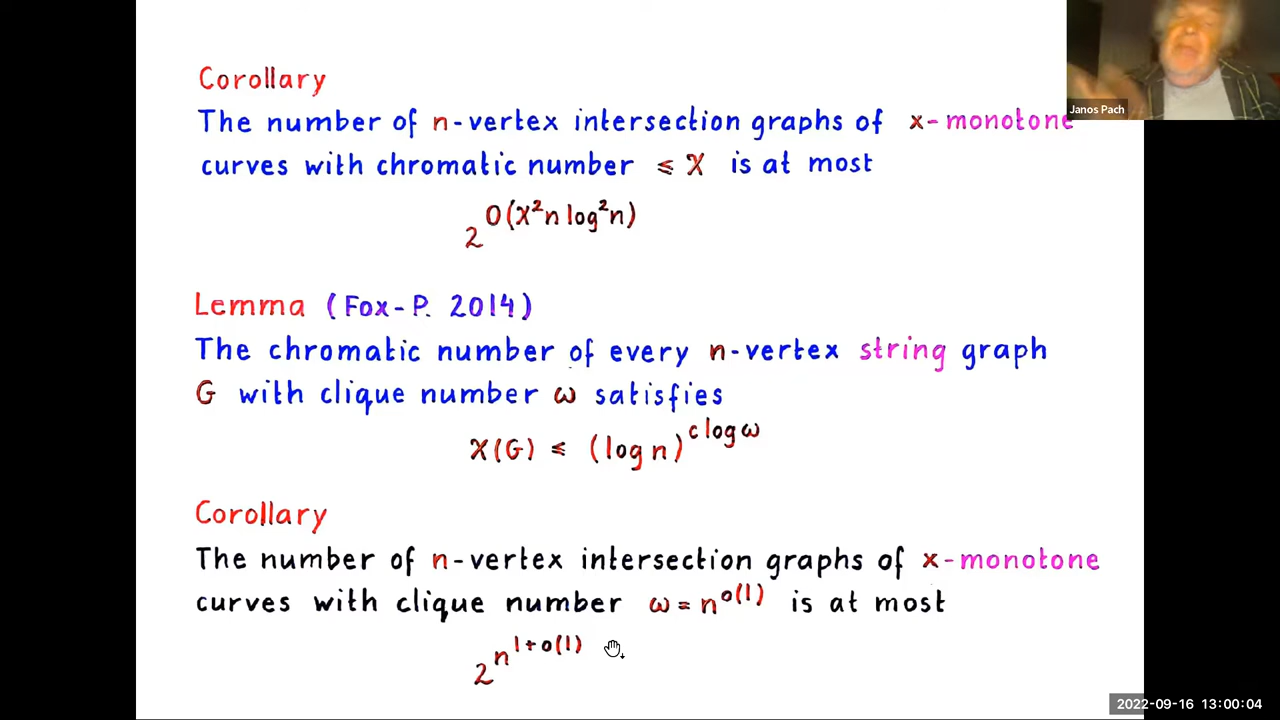 Corollary
The number of n-vertex intersection graphs of x-monotone
curves with chromatic number ≤ χ is at most
2^O(χ²n log²n)
Lemma (Fox-P. 2014)
The chromatic number of every n-vertex string graph
G with clique number ω satisfies
χ(G) ≤ (log n)^c log ω
Corollary
The number of n-vertex intersection graphs of x-monotone
curves with clique number ω = n^o(1) is at most
2^n^1+o(1)
Janos Pach
2022-09-16 13:00:04